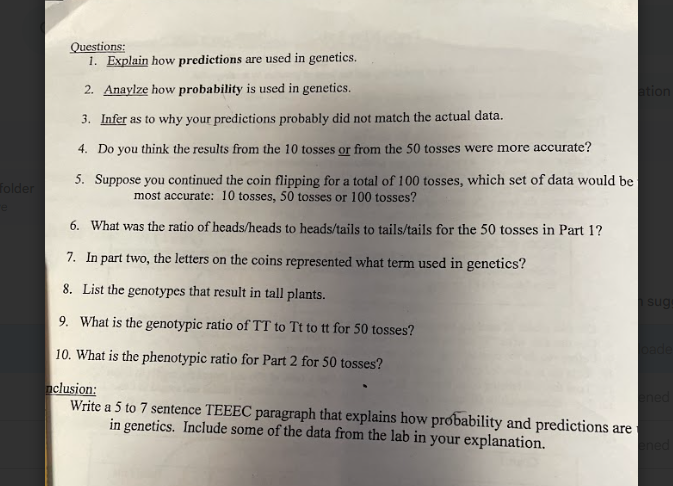 Questions:
1. Explain how predictions are used in genetics.
2. Anaylze how probability is used in genetics.
3. Infer as to why your predictions probably did not match the actual data.
4. Do you think the results from the 10 tosses or from the 50 tosses were more accurate?
5. Suppose you continued the coin flipping for a total of 100 tosses, which set of data would be
most accurate: 10 tosses, 50 tosses or 100 tosses?
6. What was the ratio of heads/heads to heads/tails to tails/tails for the 50 tosses in Part 1?
7. In part two, the letters on the coins represented what term used in genetics?
8. List the genotypes that result in tall plants.
9. What is the genotypic ratio of TT to Tt to tt for 50 tosses?
10. What is the phenotypic ratio for Part 2 for 50 tosses?
nclusion:
Write a 5 to 7 sentence TEEEC paragraph that explains how probability and predictions are
in genetics. Include some of the data from the lab in your explanation.
folder